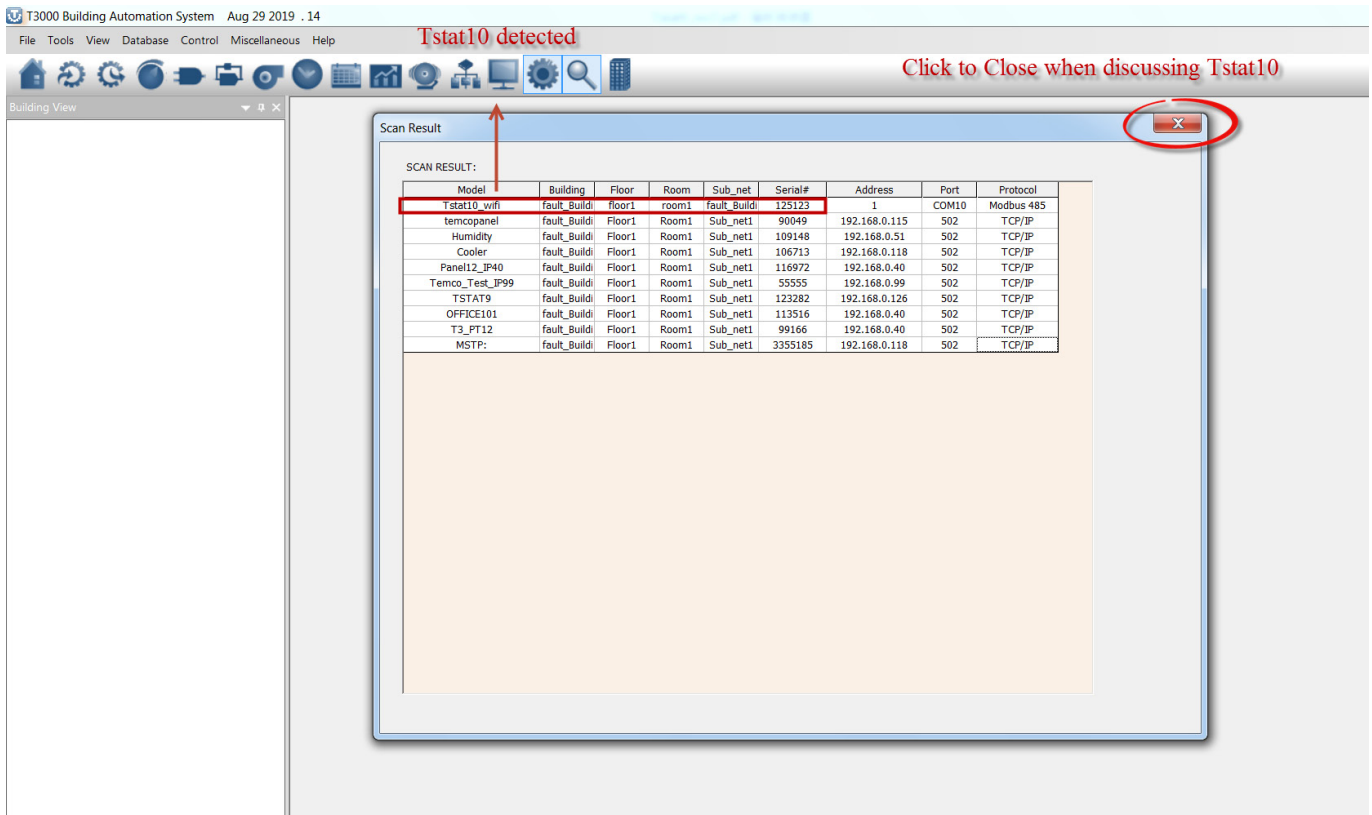 T3000 Building Automation System Aug 29 2019 . 14
File Tools View Database Control Miscellaneous Help
Tstat10 detected
Click to Close when discussing Tstat10
Building View
Scan Result
SCAN RESULT:
Model Building Floor Room Sub_net Serial# Address Port Protocol
Tstat10_wifi fault_Buildi floor1 room1 fault_Buildi 125123 1 COM10 Modbus 485
temcopanel fault_Buildi Floor1 Room1 Sub_net1 90049 192.168.0.115 502 TCP/IP
Humidity fault_Buildi Floor1 Room1 Sub_net1 109148 192.168.0.51 502 TCP/IP
Cooler fault_Buildi Floor1 Room1 Sub_net1 106713 192.168.0.118 502 TCP/IP
Panel12_IP40 fault_Buildi Floor1 Room1 Sub_net1 116972 192.168.0.40 502 TCP/IP
Temco_Test_IP99 fault_Buildi Floor1 Room1 Sub_net1 55555 192.168.0.99 502 TCP/IP
TSTAT9 fault_Buildi Floor1 Room1 Sub_net1 123282 192.168.0.126 502 TCP/IP
OFFICE101 fault_Buildi Floor1 Room1 Sub_net1 113516 192.168.0.40 502 TCP/IP
T3_PT12 fault_Buildi Floor1 Room1 Sub_net1 99166 192.168.0.40 502 TCP/IP
MSTP: fault_Buildi Floor1 Room1 Sub_net1 3355185 192.168.0.118 502 TCP/IP